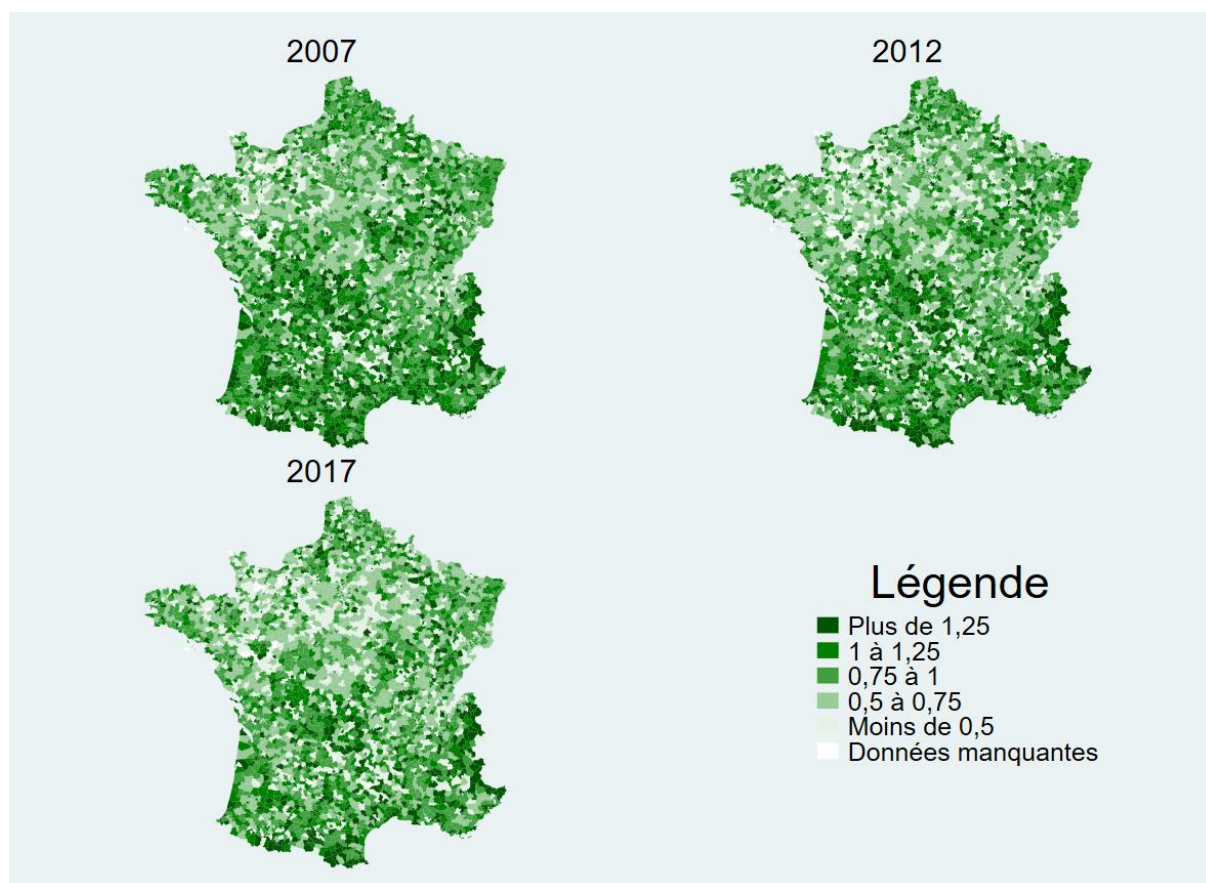 2007
2012
2017
Légende
Plus de 1,25
1 à 1,25
0,75 à 1
0,5 à 0,75
Moins de 0,5
Données manquantes